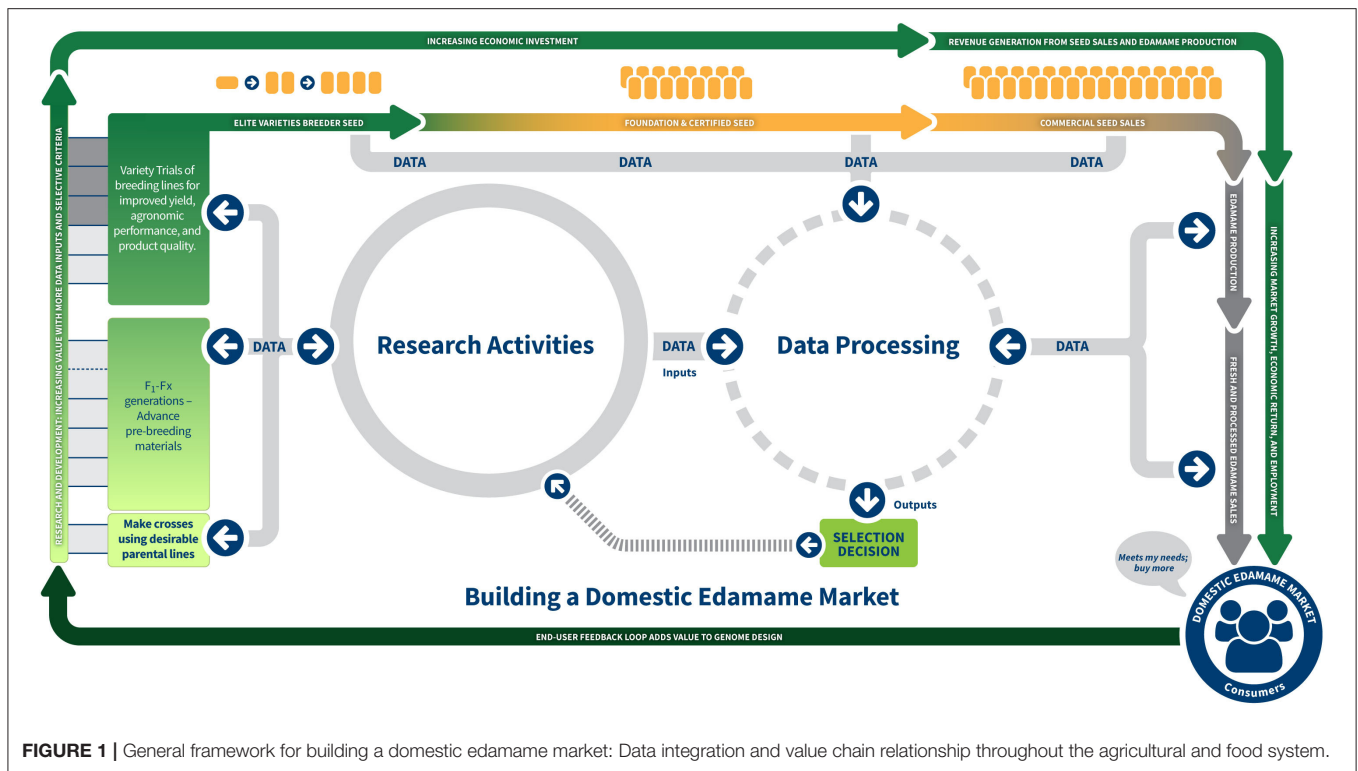 INCREASING ECONOMIC INVESTMENT
REVENUE GENERATION FROM SEED SALES AND EDAMAME PRODUCTION
ELITE VARIETIES BREEDER SEED
FOUNDATION & CERTIFIED SEED
COMMERCIAL SEED SALES
RESEARCH AND DEVELOPMENT: INCREASING VALUE WITH MORE DATA INPUTS AND SELECTIVE CRITERIA
Variety Trials of
breeding lines for
improved yield,
agronomic
performance, and
product quality.
DATA
DATA
DATA
DATA
EDAMAME PRODUCTION
INCREASING MARKET GROWTH, ECONOMIC RETURN, AND EMPLOYMENT
F1-Fx
generations –
Advance
pre-breeding
materials
DATA
Research Activities
DATA
Inputs
Data Processing
DATA
FRESH AND PROCESSED EDAMAME SALES
Make crosses
using desirable
parental lines
Outputs
SELECTION
DECISION
Meets my needs;
buy more
Building a Domestic Edamame Market
DOMESTIC EDAMAME MARKET
Consumers
END-USER FEEDBACK LOOP ADDS VALUE TO GENOME DESIGN
FIGURE 1 | General framework for building a domestic edamame market: Data integration and value chain relationship throughout the agricultural and food system.